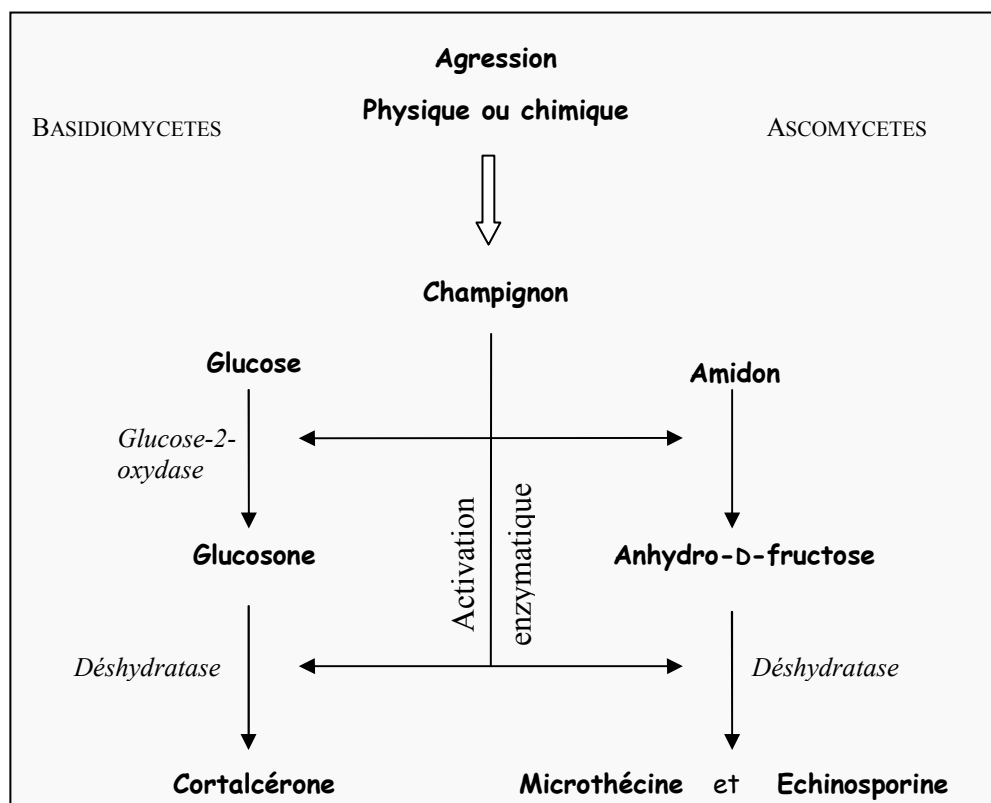 Agression
Physique ou chimique
BASIDIOMYCETES
ASCOMYCETES
Champignon
Glucose
Amidon
Glucose-2-
oxydase
Activation
enzymatique
Glucosone
Anhydro-D-fructose
Déshydratase
Déshydratase
Cortalcérone
Microthécine et Echinosporine